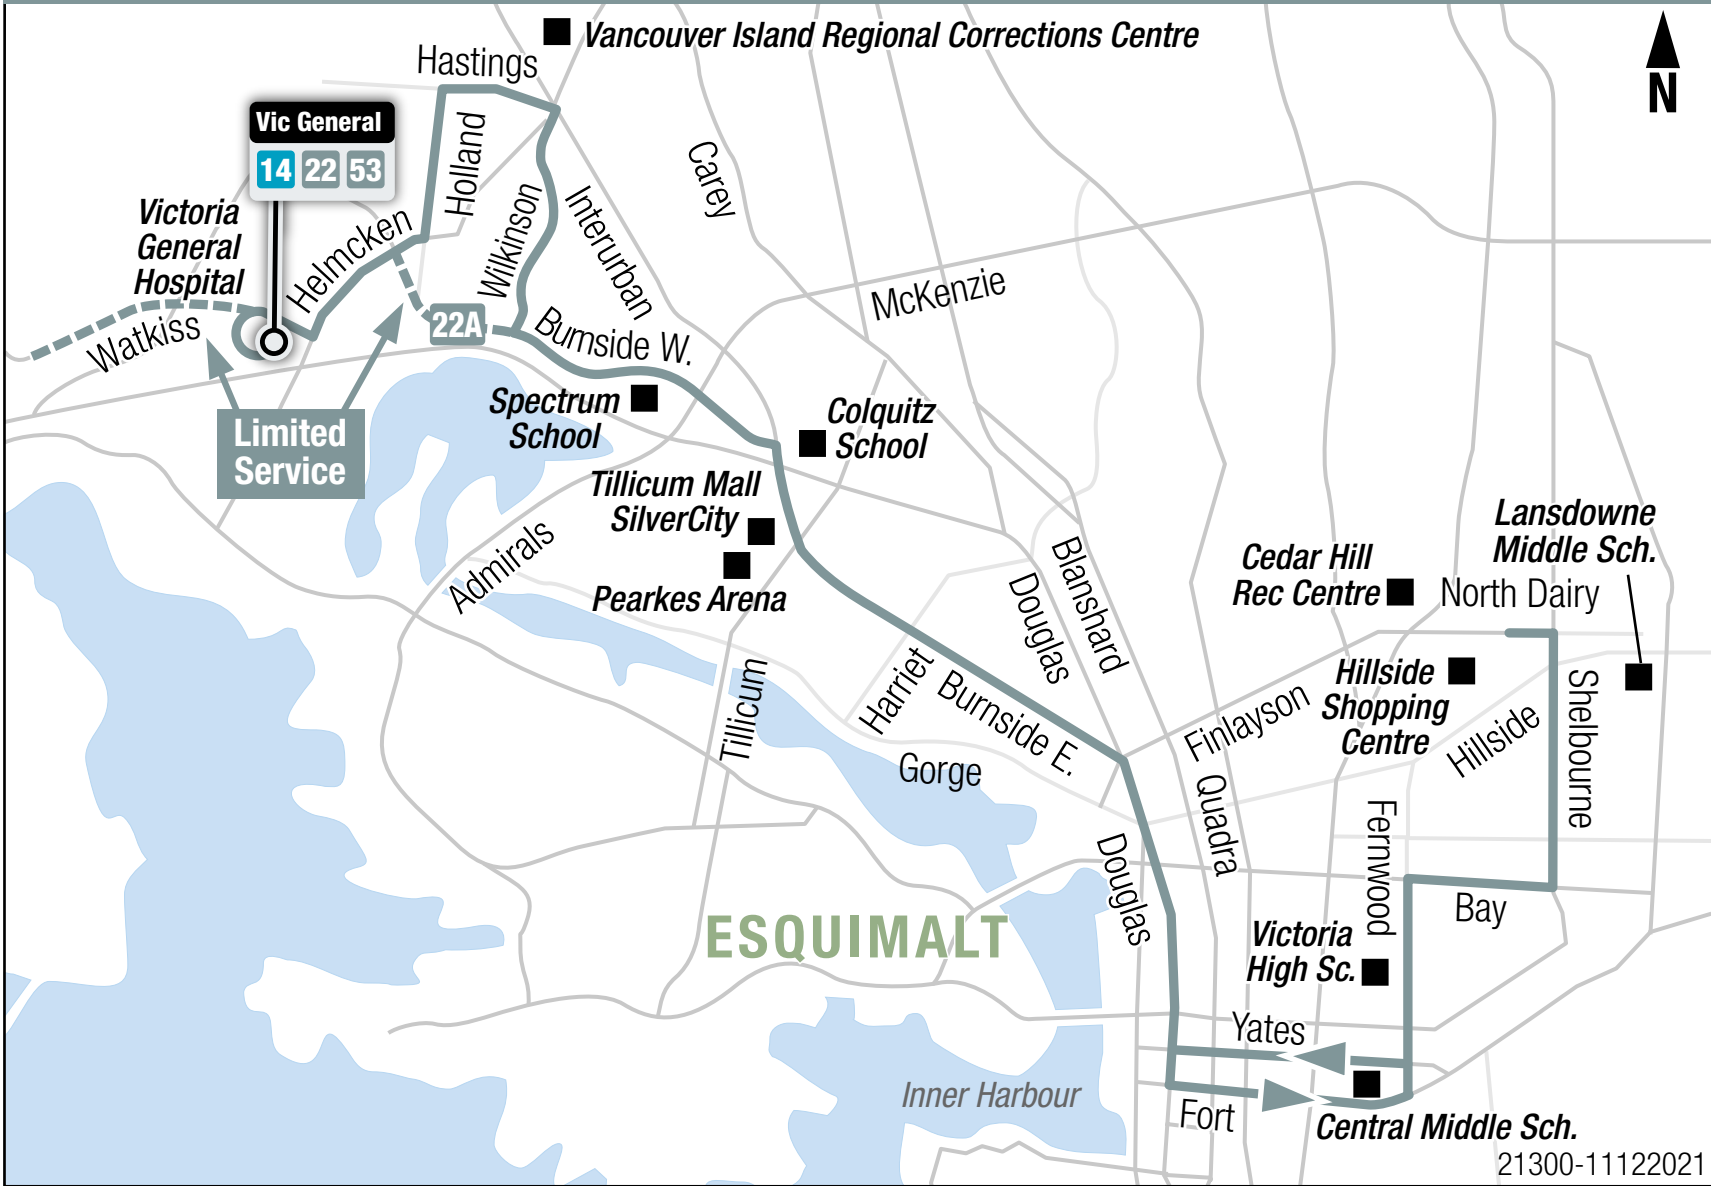 Vancouver Island Regional Corrections Centre
N
Hastings
Vic General
14 22 53
Holland
Carey
Victoria
General
Hospital
Helmcken
Wilkinson
Interurban
McKenzie
22A
Burnside W.
Watkiss
Limited
Service
Spectrum
School
Colquitz
School
Tillicum Mall
SilverCity
Pearkes Arena
Admirals
Lansdowne
Middle Sch.
Cedar Hill
Rec Centre
North Dairy
Blanshard
Douglas
Hillside
Shopping
Centre
Shelbourne
Hillside
Finlayson
Harriet
Tillicum
Burnside E.
Gorge
Quadra
Fernwood
Douglas
Bay
ESQUIMALT
Victoria
High Sc.
Yates
Inner Harbour
Fort
Central Middle Sch.
21300-11122021